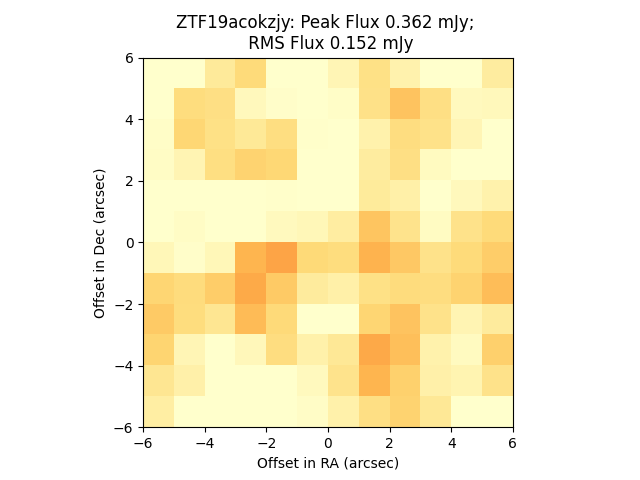 ZTF19acokzjy: Peak Flux 0.362 mJy;
RMS Flux 0.152 mJy
6
4
2
0
−2
−4
−6
Offset in Dec (arcsec)
−6 −4 −2 0 2 4 6
Offset in RA (arcsec)